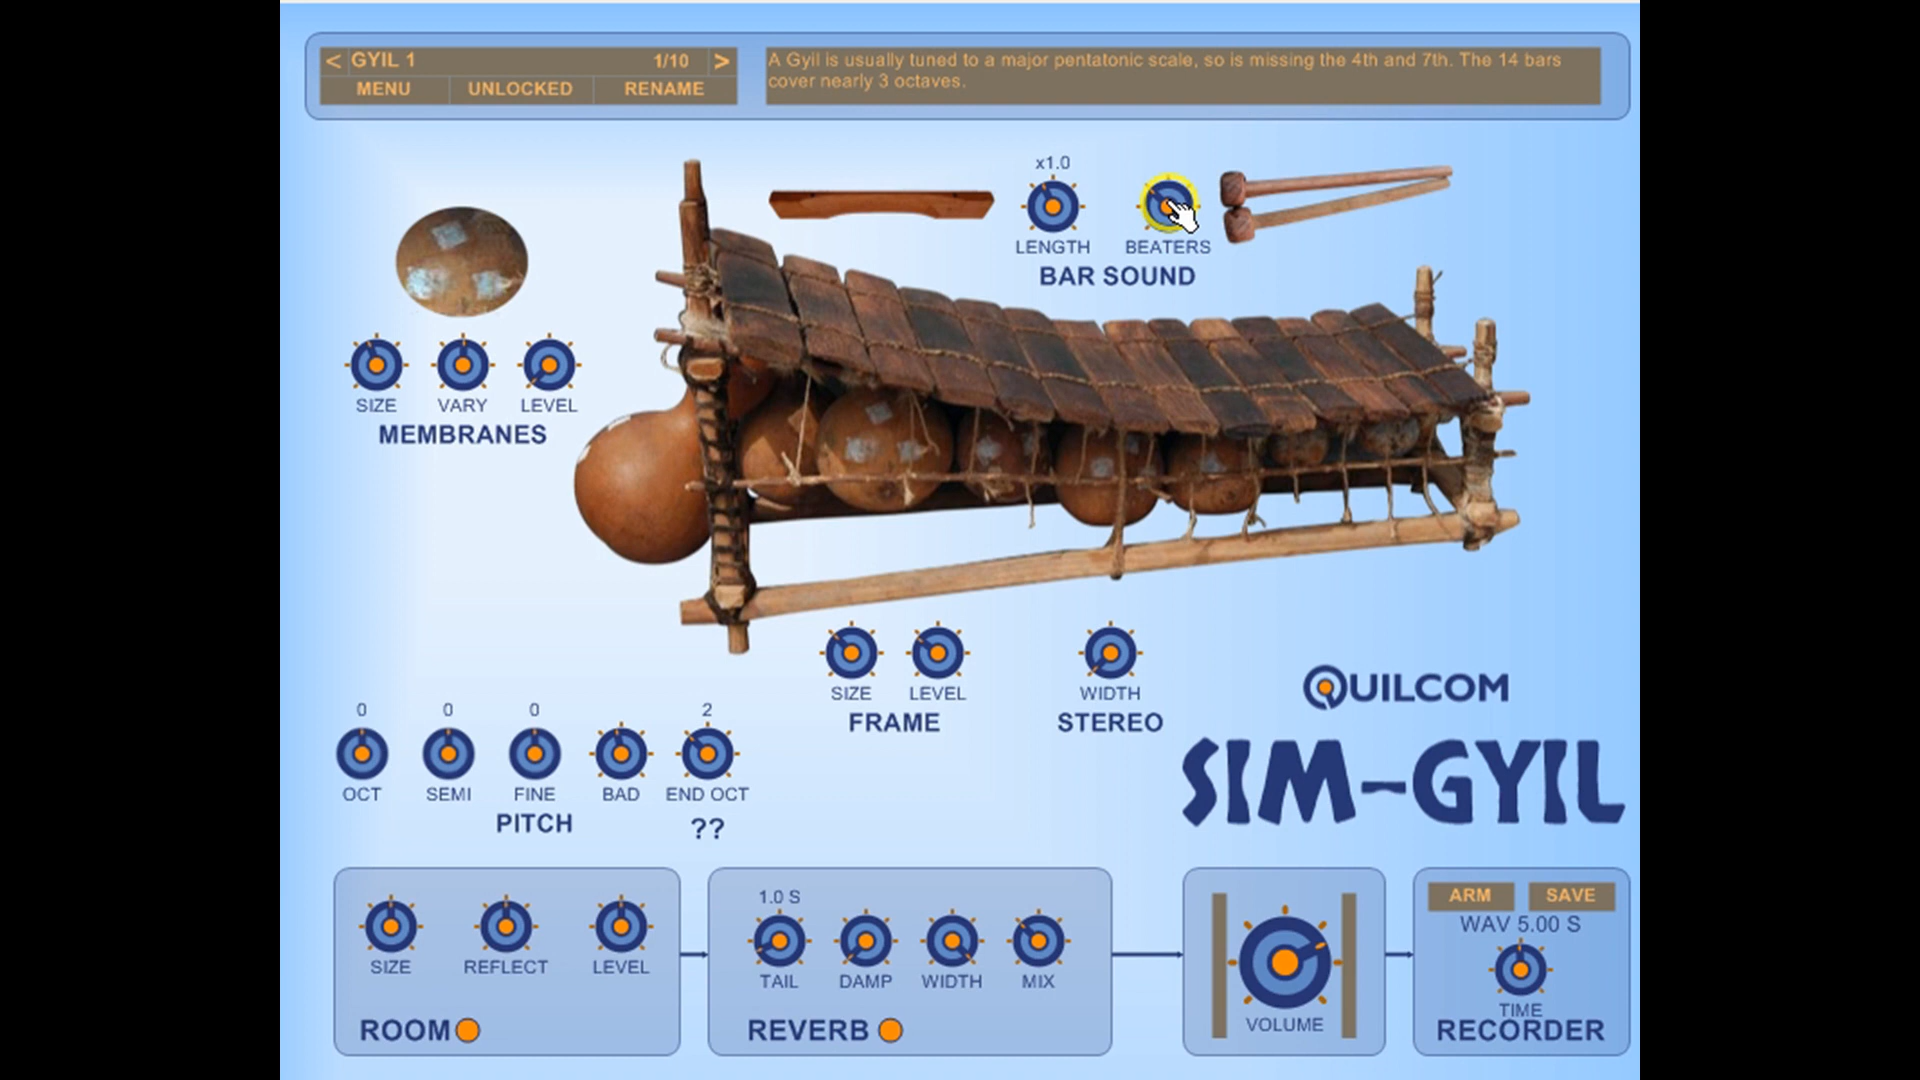 < GYIL 1 1/10 >
MENU UNLOCKED RENAME
A Gyil is usually tuned to a major pentatonic scale, so is missing the 4th and 7th. The 14 bars
cover nearly 3 octaves.
x1.0
LENGTH BEATERS
BAR SOUND
SIZE VARY LEVEL
MEMBRANES
SIZE LEVEL
FRAME
WIDTH
STEREO
QUILCOM
SIM-GYIL
0 0 0 2
OCT SEMI FINE BAD END OCT
PITCH ??
SIZE REFLECT LEVEL
ROOM
1.0 S
TAIL DAMP WIDTH MIX
REVERB
VOLUME
ARM SAVE
WAV 5.00 S
TIME
RECORDER